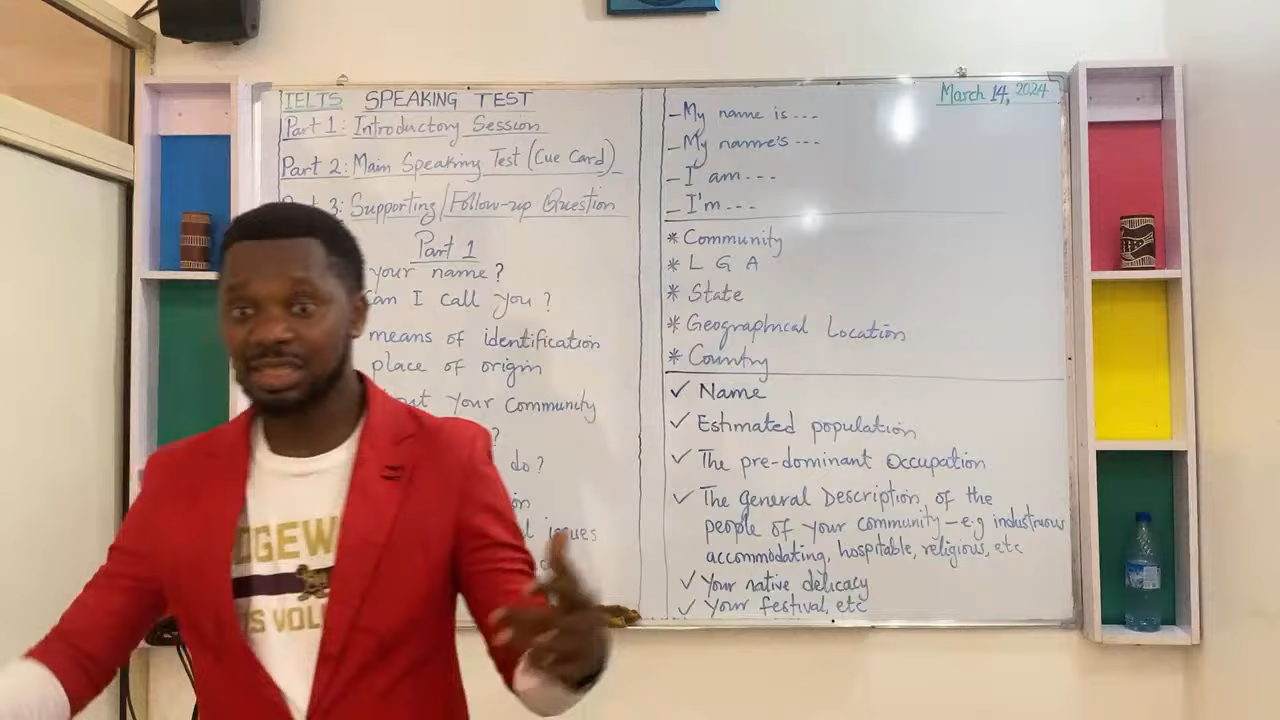 IELTS SPEAKING TEST
Part 1: Introductory Session
Part 2: Main Speaking Test (Cue Card)
3: Supporting/Follow-up Question
Part 1
your name?
Can I call you?
means of identification
place of origin
your community
?
do?
issues
March 14, 2024
- My name is ---
- My name's ---
- I am ---
- I'm ---
* Community
* L G A
* State
* Geographical Location
* Country
✓ Name
✓ Estimated population
✓ The pre-dominant Occupation
✓ The general Description of the
people of your community - e.g industruous
accommodating, hospitable, religious, etc
✓ Your native delicacy
✓ Your festival, etc